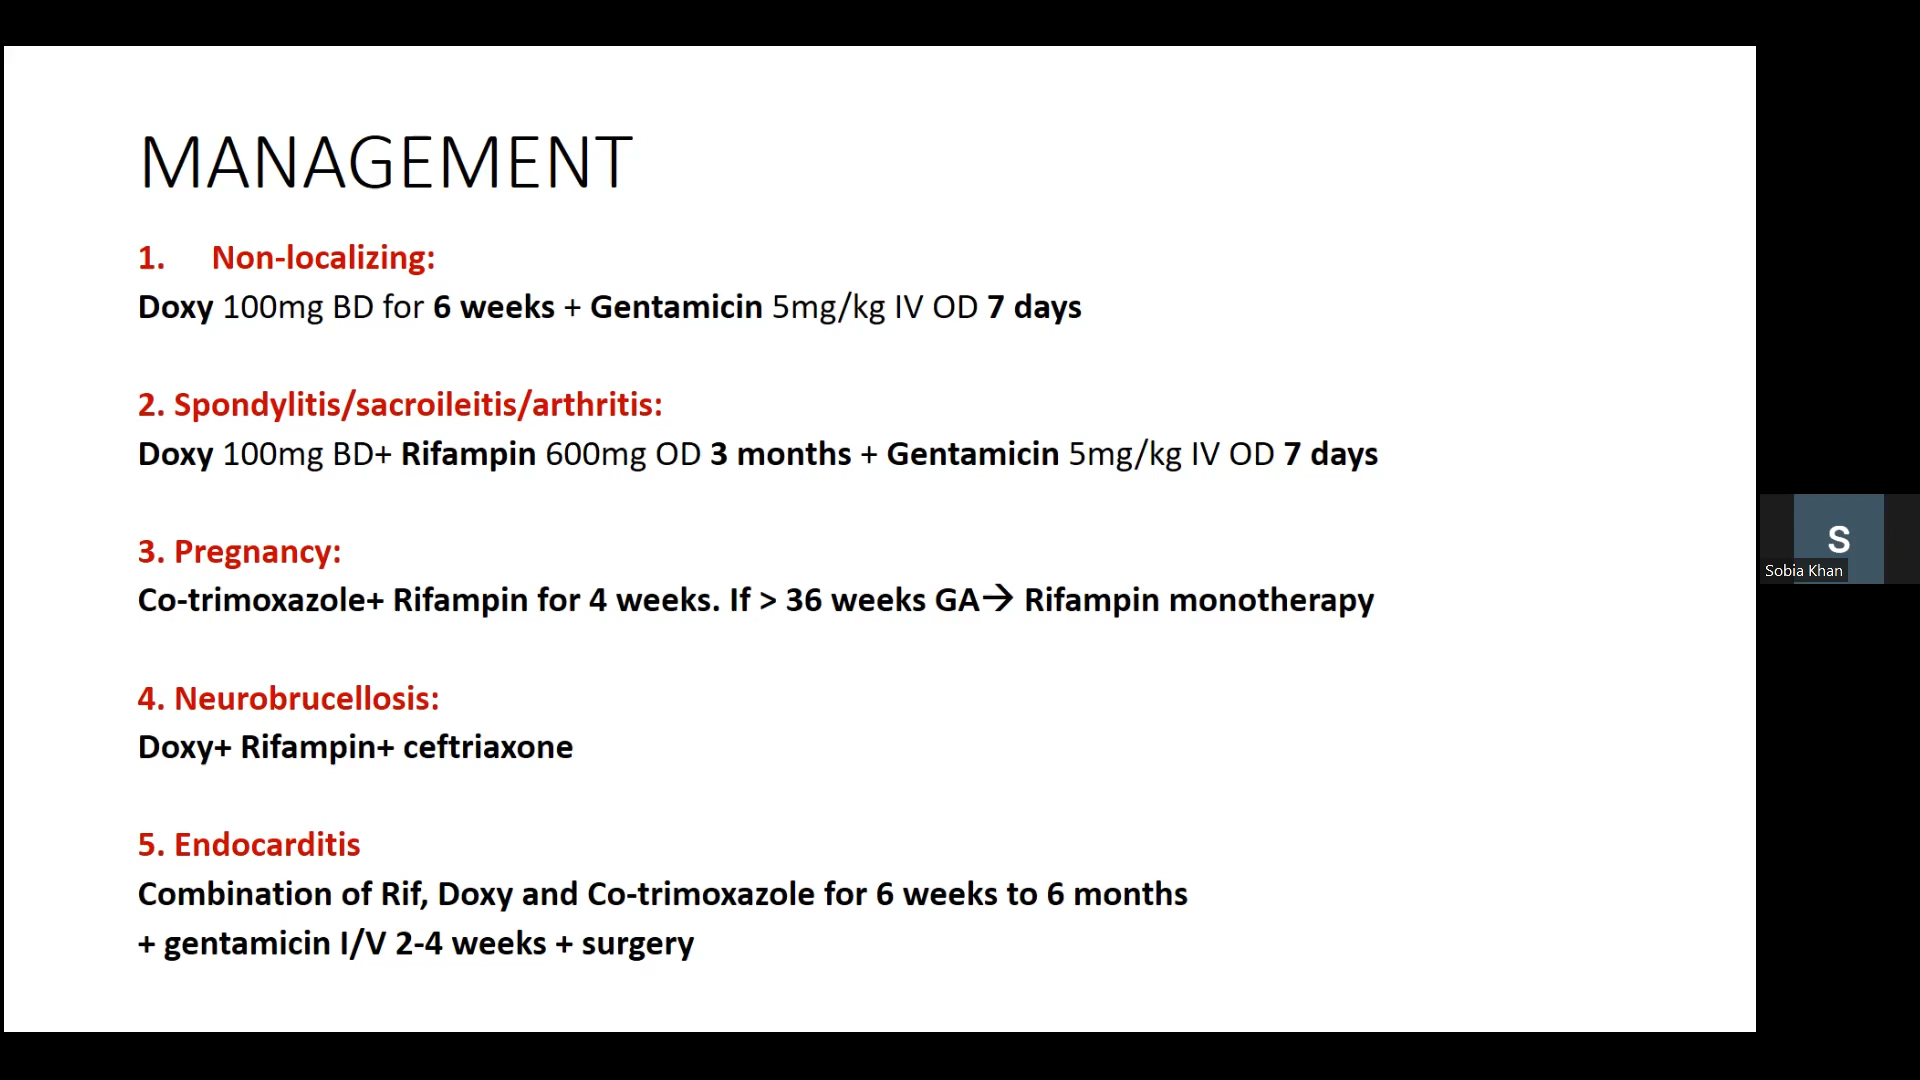 MANAGEMENT
1. Non-localizing:
Doxy 100mg BD for 6 weeks + Gentamicin 5mg/kg IV OD 7 days
2. Spondylitis/sacroileitis/arthritis:
Doxy 100mg BD+ Rifampin 600mg OD 3 months + Gentamicin 5mg/kg IV OD 7 days
3. Pregnancy:
Co-trimoxazole+ Rifampin for 4 weeks. If > 36 weeks GA→ Rifampin monotherapy
4. Neurobrucellosis:
Doxy+ Rifampin+ ceftriaxone
5. Endocarditis
Combination of Rif, Doxy and Co-trimoxazole for 6 weeks to 6 months
+ gentamicin I/V 2-4 weeks + surgery
S
Sobia Khan